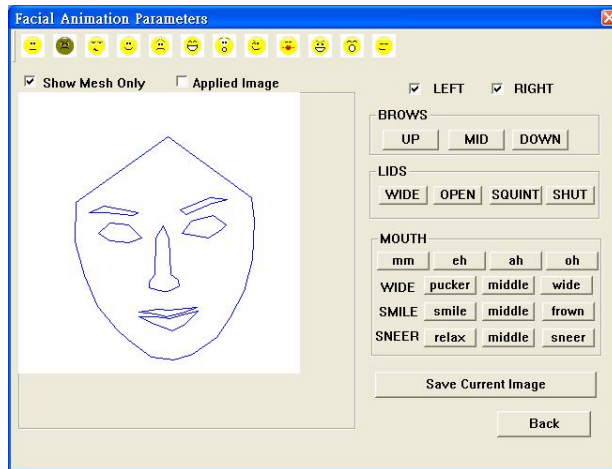 Facial Animation Parameters
Show Mesh Only Applied Image
LEFT RIGHT
BROWS
UP MID DOWN
LIDS
WIDE OPEN SQUINT SHUT
MOUTH
mm eh ah oh
WIDE pucker middle wide
SMILE smile middle frown
SNEER relax middle sneer
Save Current Image
Back